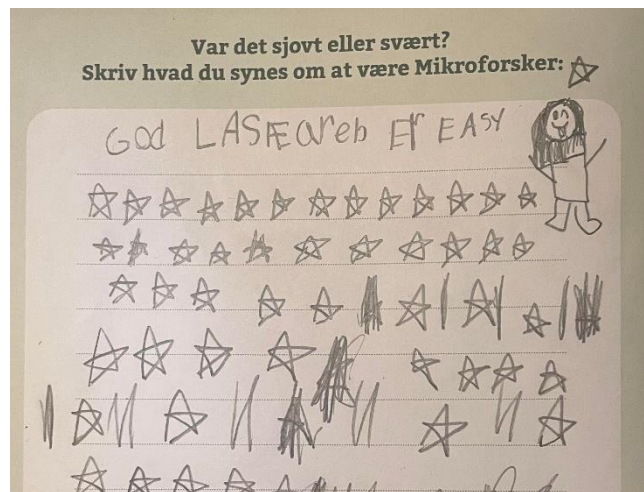 Var det sjovt eller svært?
Skriv hvad du synes om at være Mikroforsker:
God LASÆareb Er EASY